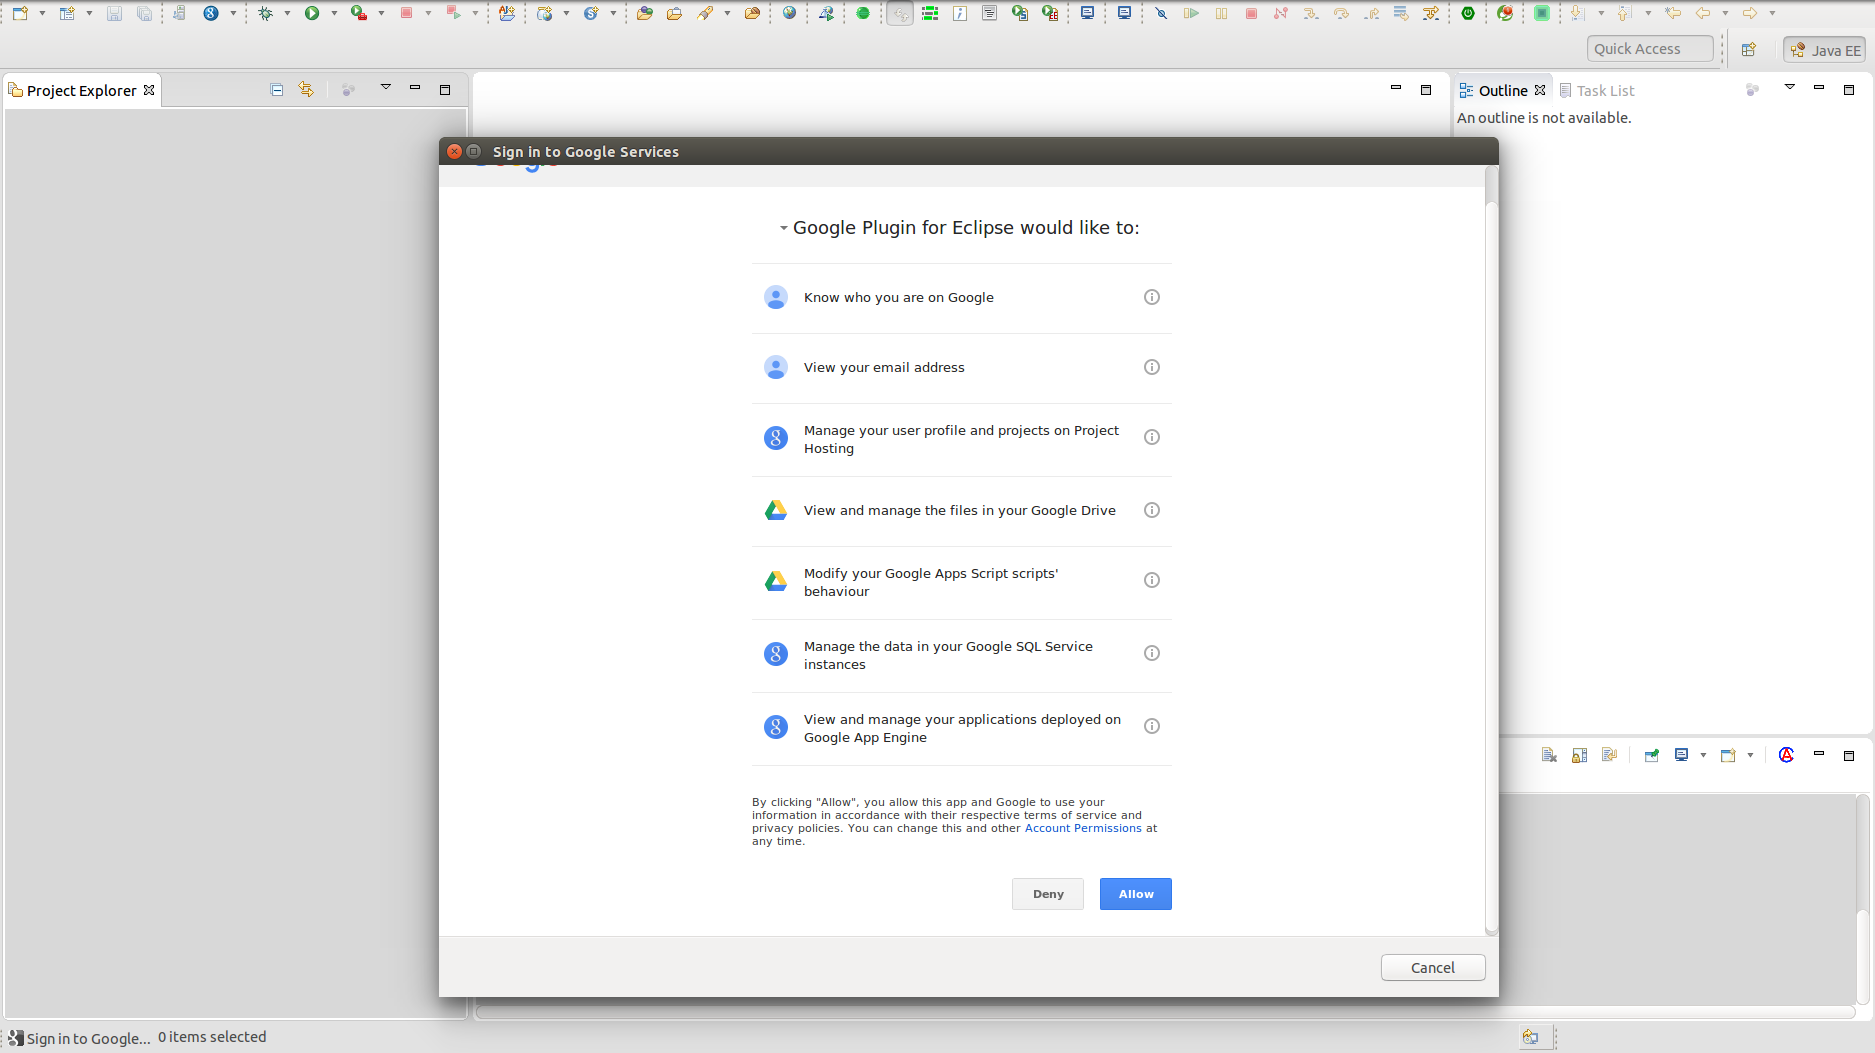 Quick Access
Java EE
Project Explorer
Outline
Task List
An outline is not available.
Sign in to Google Services
Google Plugin for Eclipse would like to:
Know who you are on Google
View your email address
Manage your user profile and projects on Project
Hosting
View and manage the files in your Google Drive
Modify your Google Apps Script scripts'
behaviour
Manage the data in your Google SQL Service
instances
View and manage your applications deployed on
Google App Engine
By clicking "Allow", you allow this app and Google to use your
information in accordance with their respective terms of service and
privacy policies. You can change this and other Account Permissions at
any time.
Deny
Allow
Cancel
Sign in to Google...
0 items selected